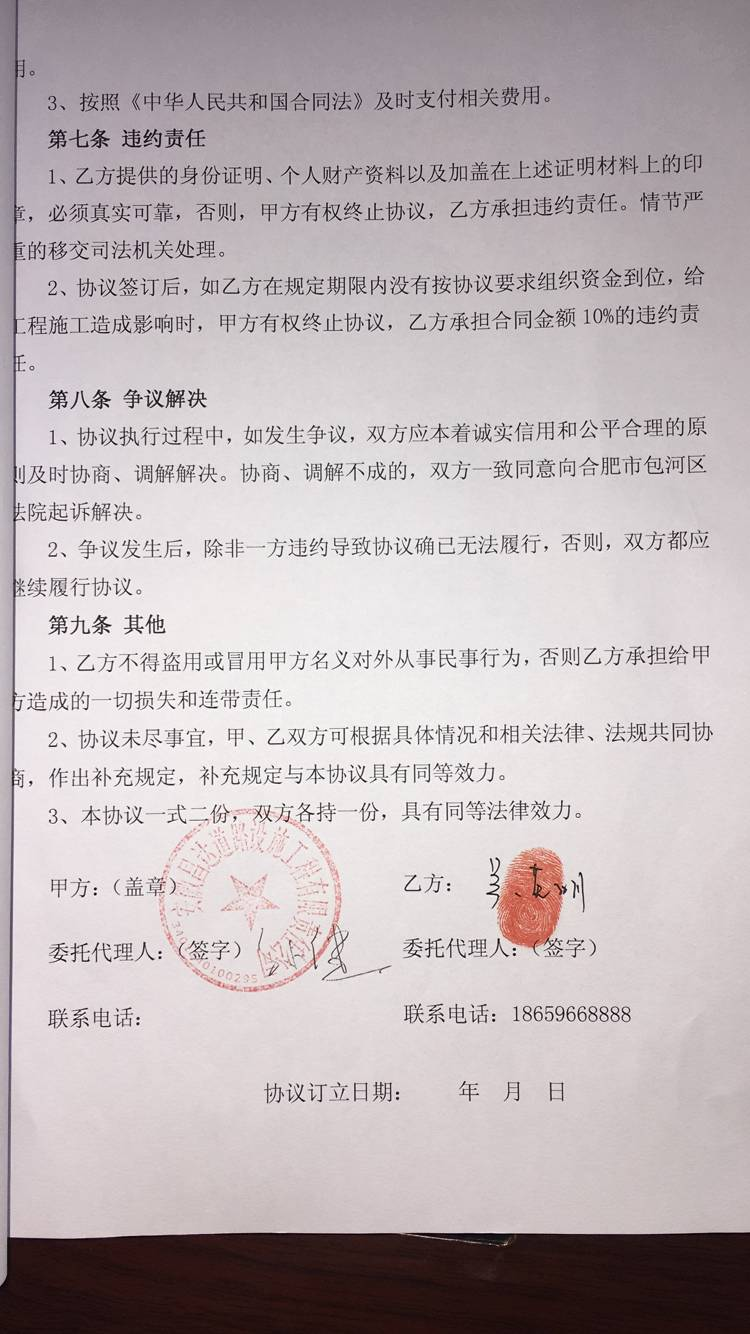 用。
3、按照《中华人民共和国合同法》及时支付相关费用。
第七条 违约责任
1、乙方提供的身份证明、个人财产资料以及加盖在上述证明材料上的印
章，必须真实可靠，否则，甲方有权终止协议，乙方承担违约责任。情节严
重的移交司法机关处理。
2、协议签订后，如乙方在规定期限内没有按协议要求组织资金到位，给
工程施工造成影响时，甲方有权终止协议，乙方承担合同金额 10%的违约责
任。
第八条 争议解决
1、协议执行过程中，如发生争议，双方应本着诚实信用和公平合理的原
则及时协商、调解解决。协商、调解不成的，双方一致同意向合肥市包河区
法院起诉解决。
2、争议发生后，除非一方违约导致协议确已无法履行，否则，双方都应
继续履行协议。
第九条 其他
1、乙方不得盗用或冒用甲方名义对外从事民事行为，否则乙方承担给甲
方造成的一切损失和连带责任。
2、协议未尽事宜，甲、乙双方可根据具体情况和相关法律、法规共同协
商，作出补充规定，补充规定与本协议具有同等效力。
3、本协议一式二份，双方各持一份，具有同等法律效力。
甲方：（盖章） 乙方：
安徽昌达道路设施工程有限责任公司
委托代理人：（签字） 委托代理人：（签字）
联系电话： 联系电话：18659668888
协议订立日期： 年 月 日